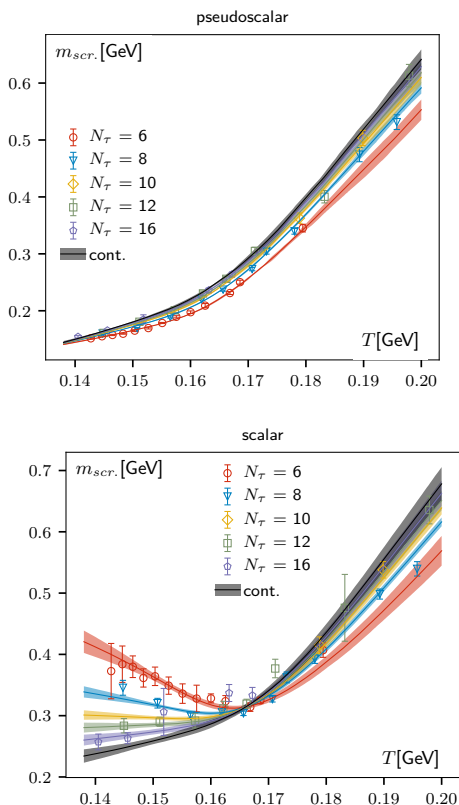 pseudoscalar
m_{scr.}[GeV]
0.6
0.5
0.4
0.3
0.2
N_τ = 6
N_τ = 8
N_τ = 10
N_τ = 12
N_τ = 16
cont.
T[GeV]
0.14 0.15 0.16 0.17 0.18 0.19 0.20
scalar
m_{scr.}[GeV]
0.7
0.6
0.5
0.4
0.3
0.2
N_τ = 6
N_τ = 8
N_τ = 10
N_τ = 12
N_τ = 16
cont.
T[GeV]
0.14 0.15 0.16 0.17 0.18 0.19 0.20